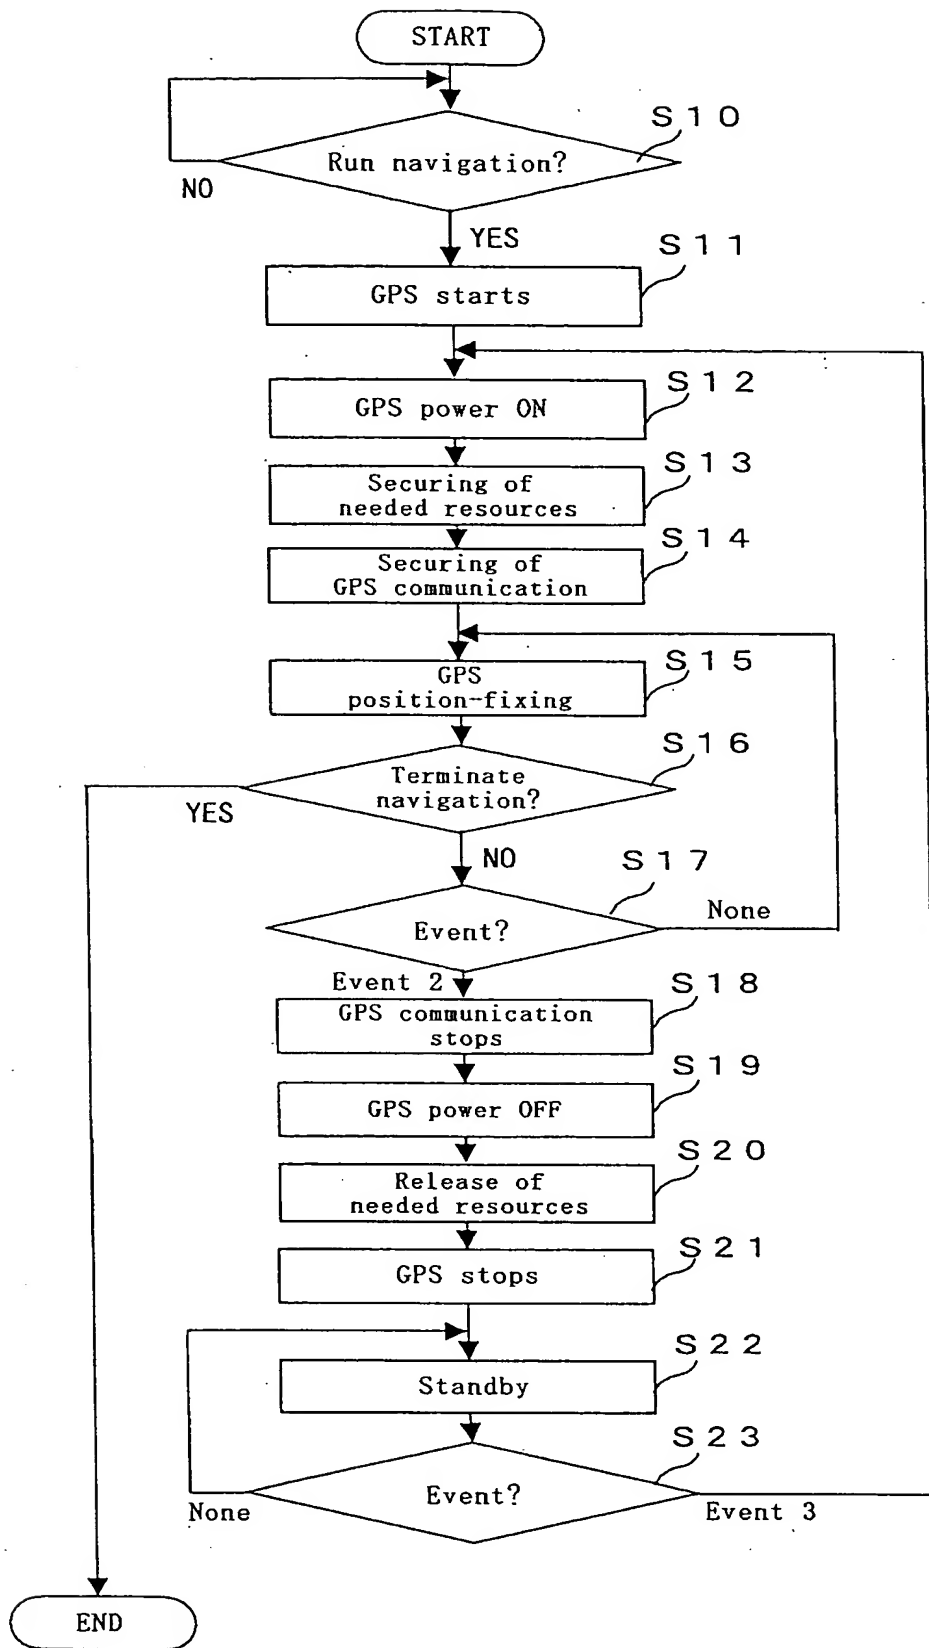 START
S10
Run navigation?
NO
YES
S11
GPS starts
S12
GPS power ON
S13
Securing of
needed resources
S14
Securing of
GPS communication
S15
GPS
position-fixing
S16
Terminate
navigation?
YES
NO
S17
Event?
None
Event 2
S18
GPS communication
stops
S19
GPS power OFF
S20
Release of
needed resources
S21
GPS stops
S22
Standby
S23
Event?
None
Event 3
END